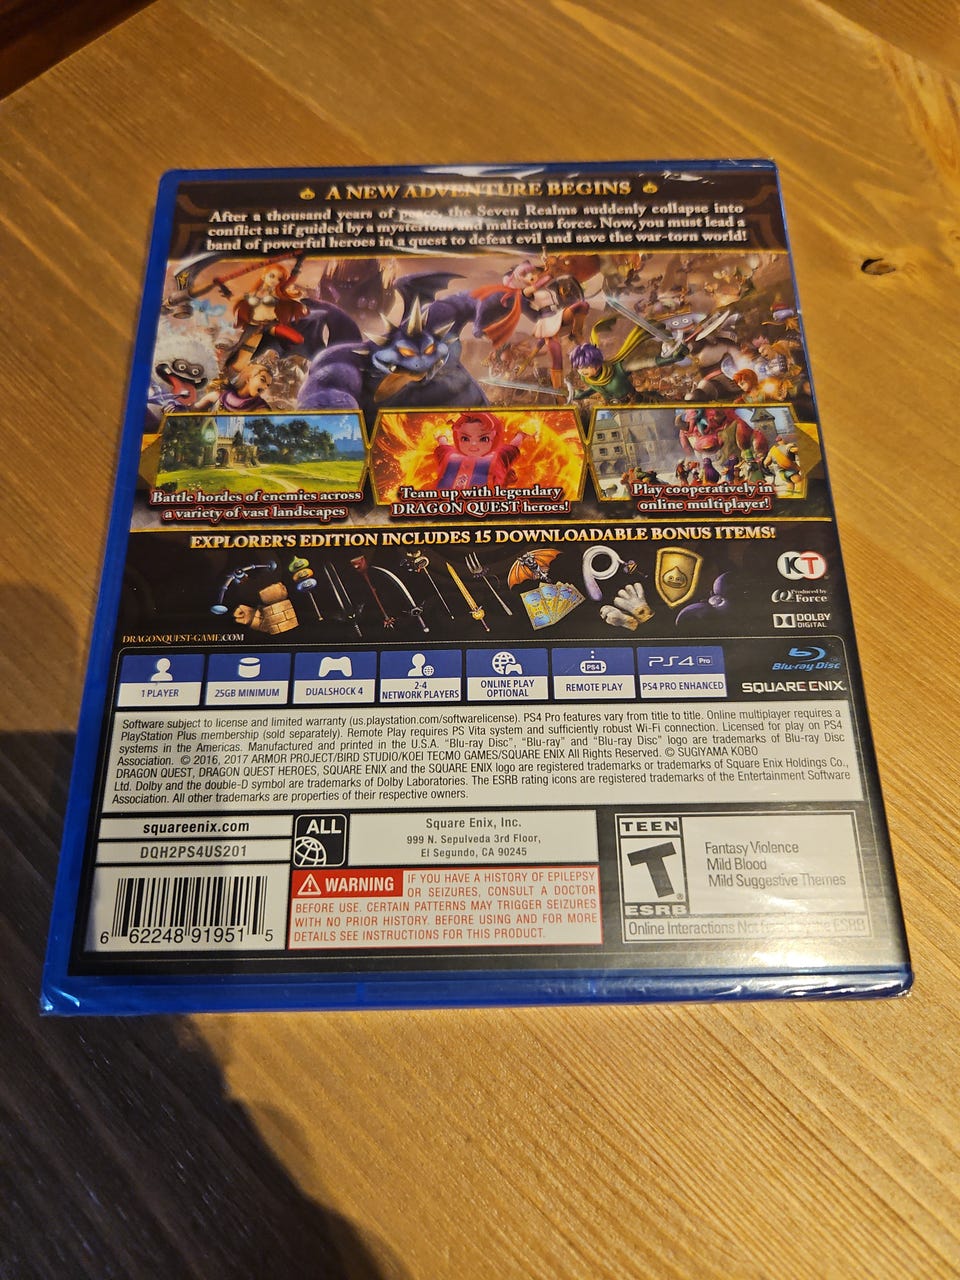 A NEW ADVENTURE BEGINS
After a thousand years of peace, the Seven Realms suddenly collapse into
conflict as if guided by a mysterious and malicious force. Now, you must lead a
band of powerful heroes in a quest to defeat evil and save the war-torn world!
Battle hordes of enemies across
a variety of vast landscapes
Team up with legendary
DRAGON QUEST heroes!
Play cooperatively in
online multiplayer!
EXPLORER'S EDITION INCLUDES 15 DOWNLOADABLE BONUS ITEMS!
KT
ω Produced by
Force
DOLBY
DIGITAL
DRAGONQUEST-GAME.COM
1 PLAYER
25GB MINIMUM
DUALSHOCK 4
2-4
NETWORK PLAYERS
ONLINE PLAY
OPTIONAL
PS4
REMOTE PLAY
PS4 Pro
PS4 PRO ENHANCED
Blu-ray Disc
SQUARE ENIX.
Software subject to license and limited warranty (us.playstation.com/softwarelicense). PS4 Pro features vary from title to title. Online multiplayer requires a
PlayStation Plus membership (sold separately). Remote Play requires PS Vita system and sufficiently robust Wi-Fi connection. Licensed for play on PS4
systems in the Americas. Manufactured and printed in the U.S.A. "Blu-ray Disc", "Blu-ray" and "Blu-ray Disc" logo are trademarks of Blu-ray Disc
Association. © 2016, 2017 ARMOR PROJECT/BIRD STUDIO/KOEI TECMO GAMES/SQUARE ENIX All Rights Reserved. © SUGIYAMA KOBO
DRAGON QUEST, DRAGON QUEST HEROES, SQUARE ENIX and the SQUARE ENIX logo are registered trademarks or trademarks of Square Enix Holdings Co.,
Ltd. Dolby and the double-D symbol are trademarks of Dolby Laboratories. The ESRB rating icons are registered trademarks of the Entertainment Software
Association. All other trademarks are properties of their respective owners.
squareenix.com
DQH2PS4US201
ALL
Square Enix, Inc.
999 N. Sepulveda 3rd Floor,
El Segundo, CA 90245
WARNING IF YOU HAVE A HISTORY OF EPILEPSY
OR SEIZURES, CONSULT A DOCTOR
BEFORE USE. CERTAIN PATTERNS MAY TRIGGER SEIZURES
WITH NO PRIOR HISTORY. BEFORE USING AND FOR MORE
DETAILS SEE INSTRUCTIONS FOR THIS PRODUCT.
6 62248 91951 5
TEEN
T
ESRB
Fantasy Violence
Mild Blood
Mild Suggestive Themes
Online Interactions Not Rated by the ESRB